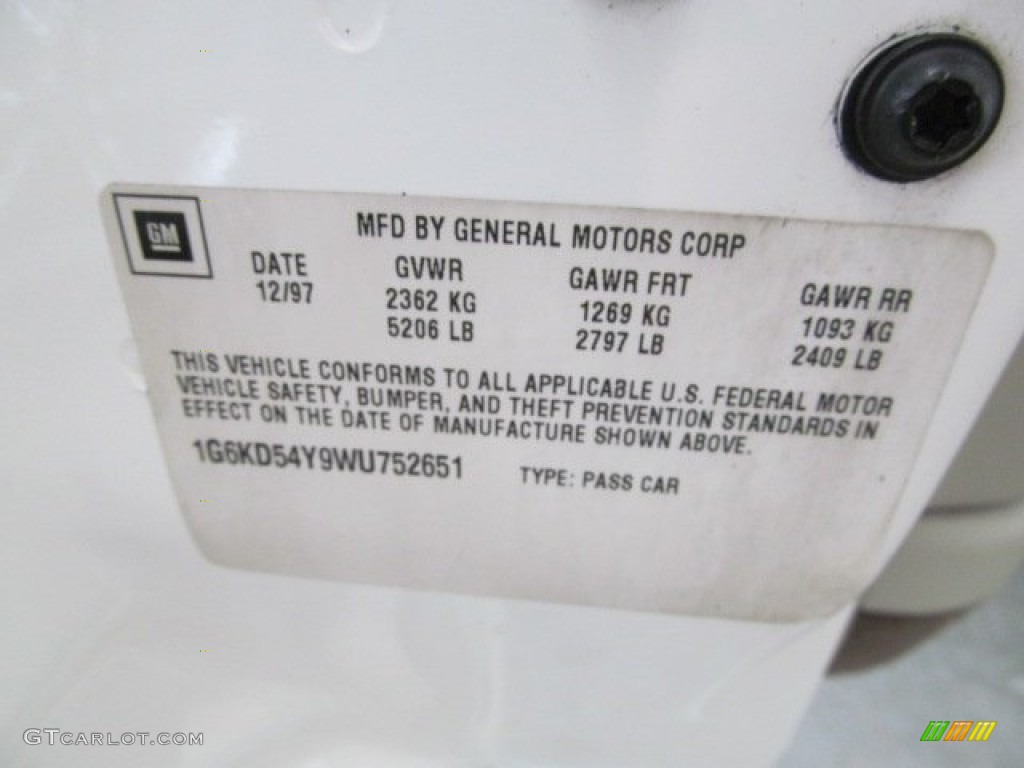 GM
MFD BY GENERAL MOTORS CORP
DATE GVWR GAWR FRT GAWR RR
12/97 2362 KG 1269 KG 1093 KG
5206 LB 2797 LB 2409 LB
THIS VEHICLE CONFORMS TO ALL APPLICABLE U.S. FEDERAL MOTOR
VEHICLE SAFETY, BUMPER, AND THEFT PREVENTION STANDARDS IN
EFFECT ON THE DATE OF MANUFACTURE SHOWN ABOVE.
1G6KD54Y9WU752651 TYPE: PASS CAR
GTCARLOT.COM